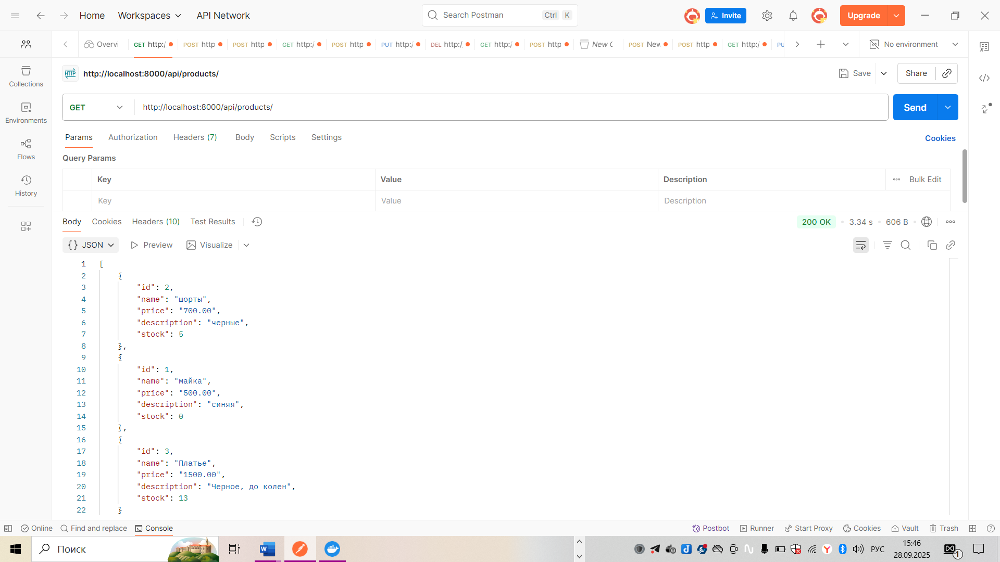 Home Workspaces API Network Search Postman Ctrl K Invite Upgrade
Overvi GET http:/ POST http POST http GET http:/ POST http PUT http:/ DEL http:/ GET http:/ POST http New C POST New POST http GET http:/ PU No environment
HTTP http://localhost:8000/api/products/ Save Share
Collections
Environments
Flows
History
GET http://localhost:8000/api/products/ Send
Params Authorization Headers (7) Body Scripts Settings Cookies
Query Params
Key Value Description Bulk Edit
Key Value Description
Body Cookies Headers (10) Test Results 200 OK 3.34 s 606 B
{} JSON Preview Visualize
1 [
2 {
3 "id": 2,
4 "name": "шорты",
5 "price": "700.00",
6 "description": "черные",
7 "stock": 5
8 },
9 {
10 "id": 1,
11 "name": "майка",
12 "price": "500.00",
13 "description": "синяя",
14 "stock": 0
15 },
16 {
17 "id": 3,
18 "name": "Платье",
19 "price": "1500.00",
20 "description": "Черное, до колен",
21 "stock": 13
22 }
Online Find and replace Console Postbot Runner Start Proxy Cookies Vault Trash
Поиск РУС 15:46
28.09.2025 1